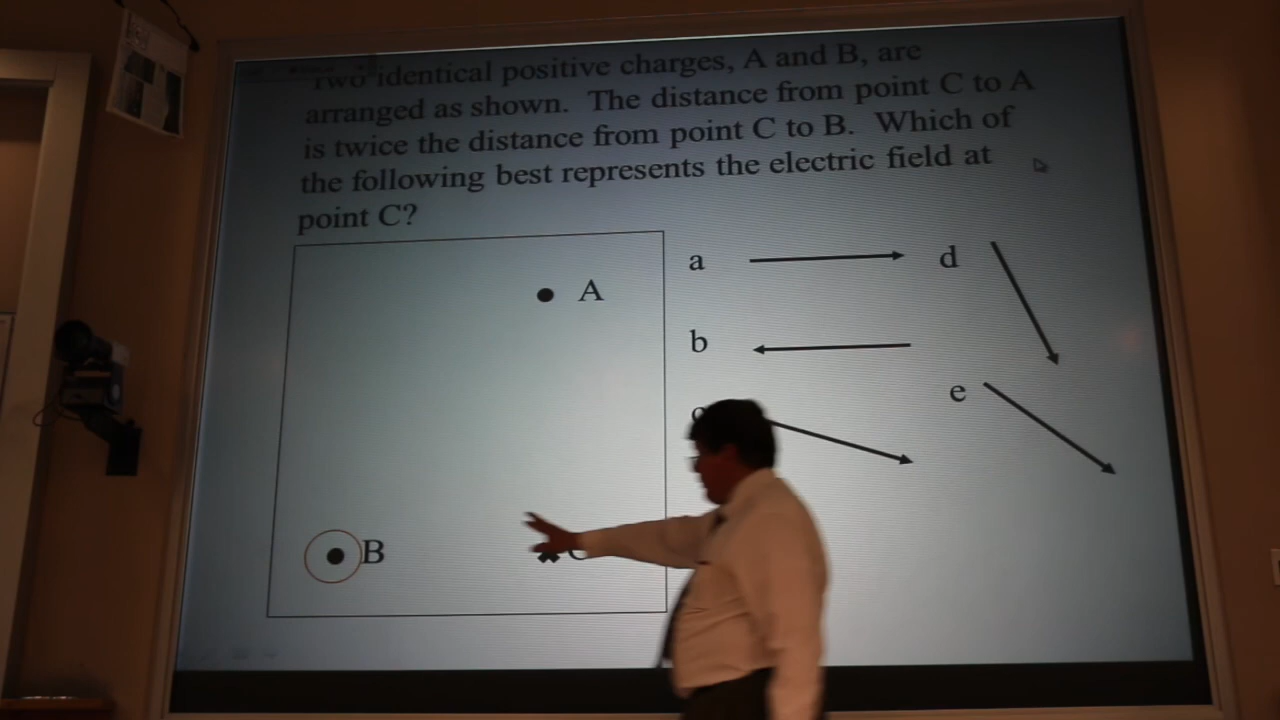 Two identical positive charges, A and B, are
arranged as shown. The distance from point C to A
is twice the distance from point C to B. Which of
the following best represents the electric field at
point C?
A
a
d
b
e
B